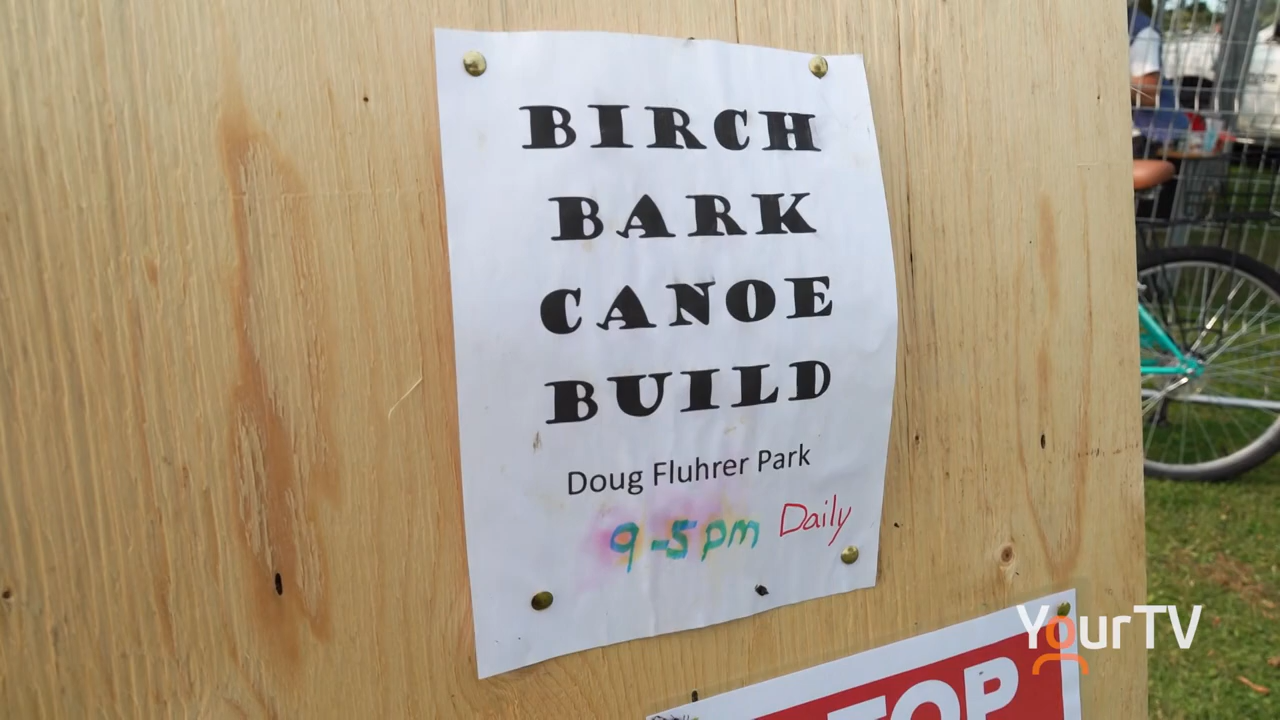 BIRCH
BARK
CANOE
BUILD
Doug Fluhrer Park
9-5pm Daily
YourTV